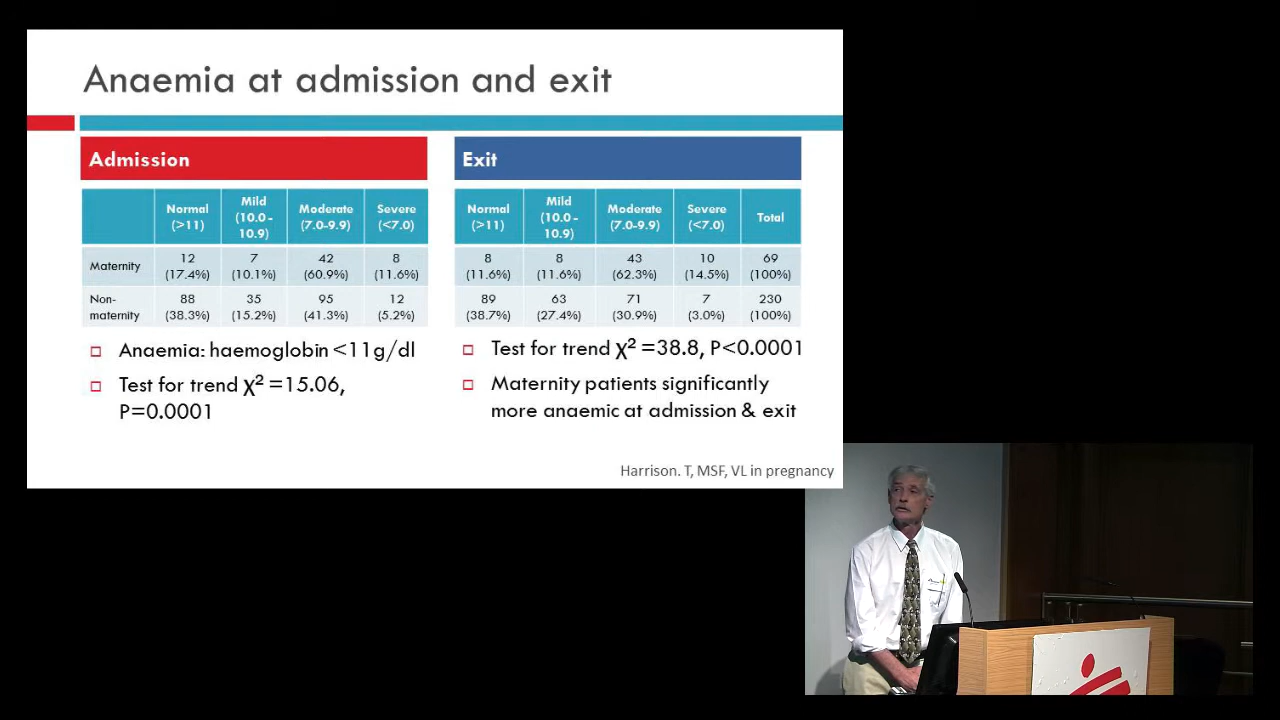 Anaemia at admission and exit
Admission
Normal (>11) Mild (10.0 - 10.9) Moderate (7.0-9.9) Severe (<7.0)
Maternity 12 (17.4%) 7 (10.1%) 42 (60.9%) 8 (11.6%)
Non-maternity 88 (38.3%) 35 (15.2%) 95 (41.3%) 12 (5.2%)
Anaemia: haemoglobin <11g/dl
Test for trend χ² =15.06,
P=0.0001
Exit
Normal (>11) Mild (10.0 - 10.9) Moderate (7.0-9.9) Severe (<7.0) Total
8 (11.6%) 8 (11.6%) 43 (62.3%) 10 (14.5%) 69 (100%)
89 (38.7%) 63 (27.4%) 71 (30.9%) 7 (3.0%) 230 (100%)
Test for trend χ² =38.8, P<0.0001
Maternity patients significantly
more anaemic at admission & exit
Harrison. T, MSF, VL in pregnancy